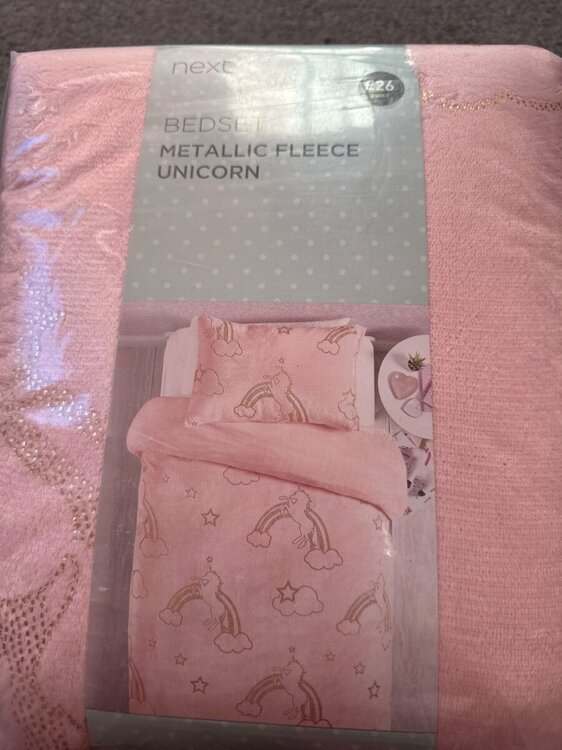 next
£26
BEDSET
METALLIC FLEECE
UNICORN